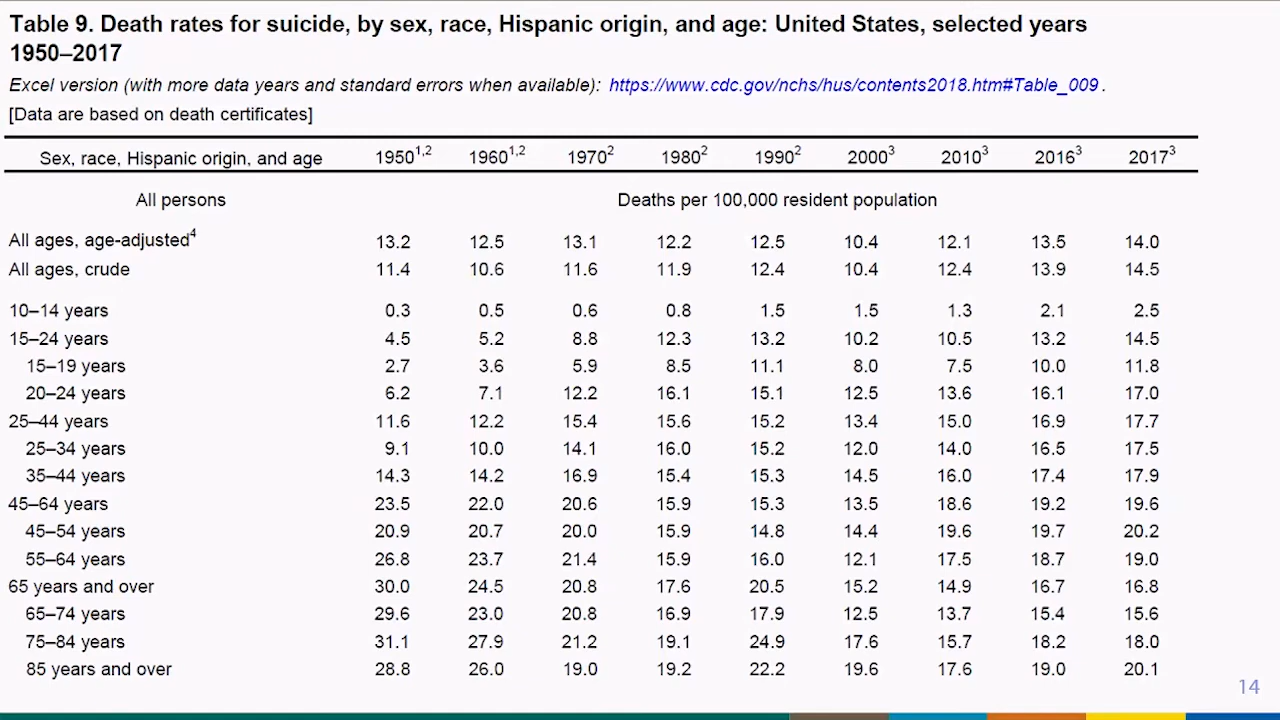 Table 9. Death rates for suicide, by sex, race, Hispanic origin, and age: United States, selected years
1950–2017
Excel version (with more data years and standard errors when available): https://www.cdc.gov/nchs/hus/contents2018.htm#Table_009.
[Data are based on death certificates]
Sex, race, Hispanic origin, and age 1950¹,² 1960¹,² 1970² 1980² 1990² 2000³ 2010³ 2016³ 2017³
All persons Deaths per 100,000 resident population
All ages, age-adjusted⁴ 13.2 12.5 13.1 12.2 12.5 10.4 12.1 13.5 14.0
All ages, crude 11.4 10.6 11.6 11.9 12.4 10.4 12.4 13.9 14.5
10–14 years 0.3 0.5 0.6 0.8 1.5 1.5 1.3 2.1 2.5
15–24 years 4.5 5.2 8.8 12.3 13.2 10.2 10.5 13.2 14.5
15–19 years 2.7 3.6 5.9 8.5 11.1 8.0 7.5 10.0 11.8
20–24 years 6.2 7.1 12.2 16.1 15.1 12.5 13.6 16.1 17.0
25–44 years 11.6 12.2 15.4 15.6 15.2 13.4 15.0 16.9 17.7
25–34 years 9.1 10.0 14.1 16.0 15.2 12.0 14.0 16.5 17.5
35–44 years 14.3 14.2 16.9 15.4 15.3 14.5 16.0 17.4 17.9
45–64 years 23.5 22.0 20.6 15.9 15.3 13.5 18.6 19.2 19.6
45–54 years 20.9 20.7 20.0 15.9 14.8 14.4 19.6 19.7 20.2
55–64 years 26.8 23.7 21.4 15.9 16.0 12.1 17.5 18.7 19.0
65 years and over 30.0 24.5 20.8 17.6 20.5 15.2 14.9 16.7 16.8
65–74 years 29.6 23.0 20.8 16.9 17.9 12.5 13.7 15.4 15.6
75–84 years 31.1 27.9 21.2 19.1 24.9 17.6 15.7 18.2 18.0
85 years and over 28.8 26.0 19.0 19.2 22.2 19.6 17.6 19.0 20.1
14